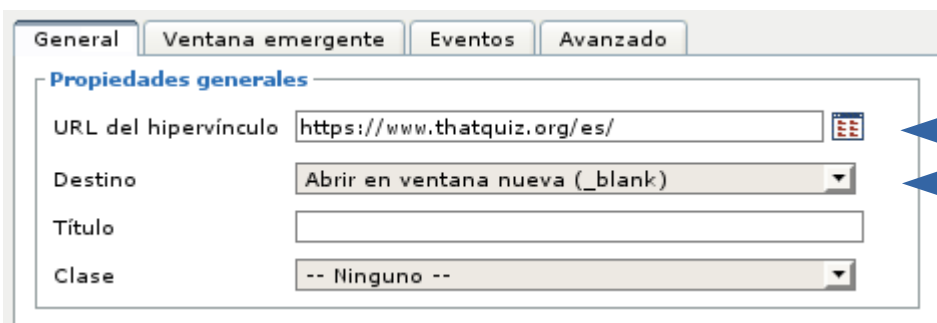 General Ventana emergente Eventos Avanzado
Propiedades generales
URL del hipervínculo https://www.thatquiz.org/es/
Destino Abrir en ventana nueva (_blank)
Título
Clase -- Ninguno --